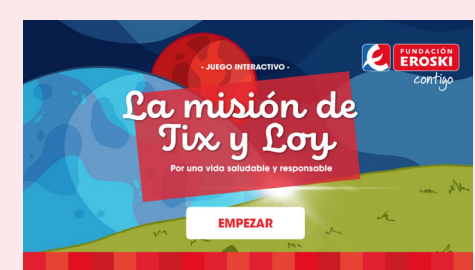 - JUEGO INTERACTIVO -
FUNDACIÓN
EROSKI
contigo
La misión de
Tix y Loy
Por una vida saludable y responsable
EMPEZAR